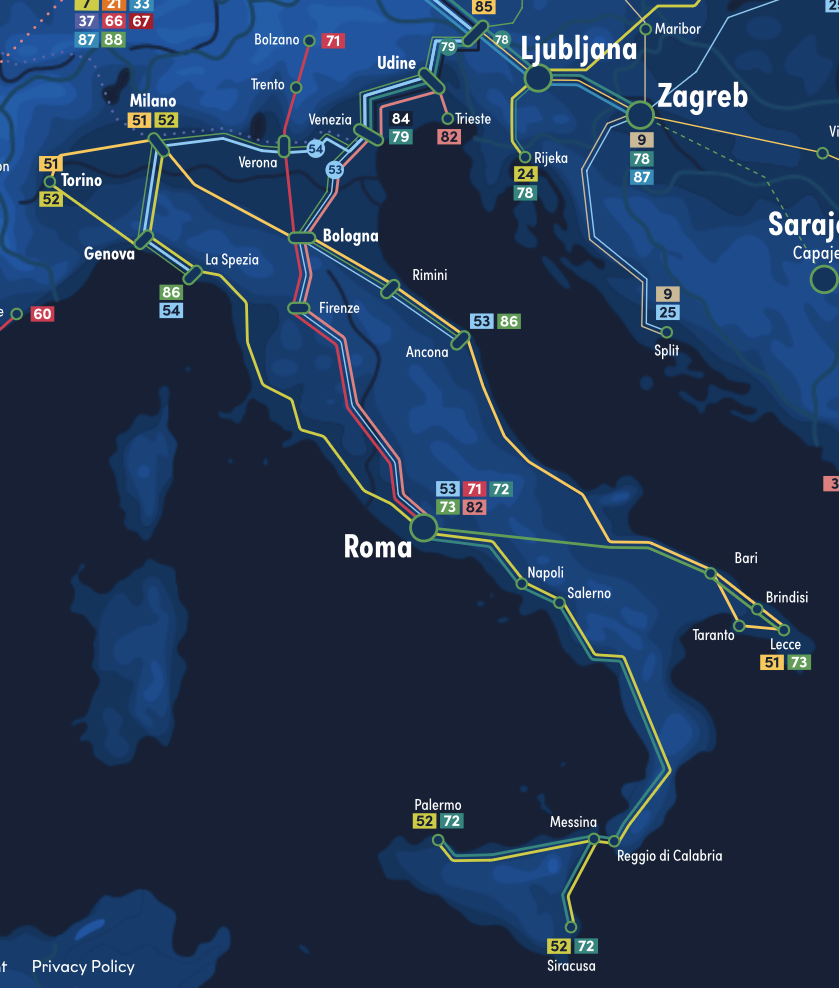 7 21 33
37 66 67
87 88
85
25
Maribor
Bolzano 71
79
78
Ljubljana
Udine
Trento
Milano
51 52
Zagreb
Venezia
84
79
Trieste
82
9
78
87
54
Verona
Rijeka
24
78
53
51
Torino
52
Bologna
Genova
La Spezia
86
54
Rimini
9
25
Split
60
Firenze
53 86
Ancona
53 71 72
73 82
Roma
Bari
Napoli
Salerno
Brindisi
Taranto
Lecce
51 73
Palermo
52 72
Messina
Reggio di Calabria
52 72
Siracusa
Privacy Policy